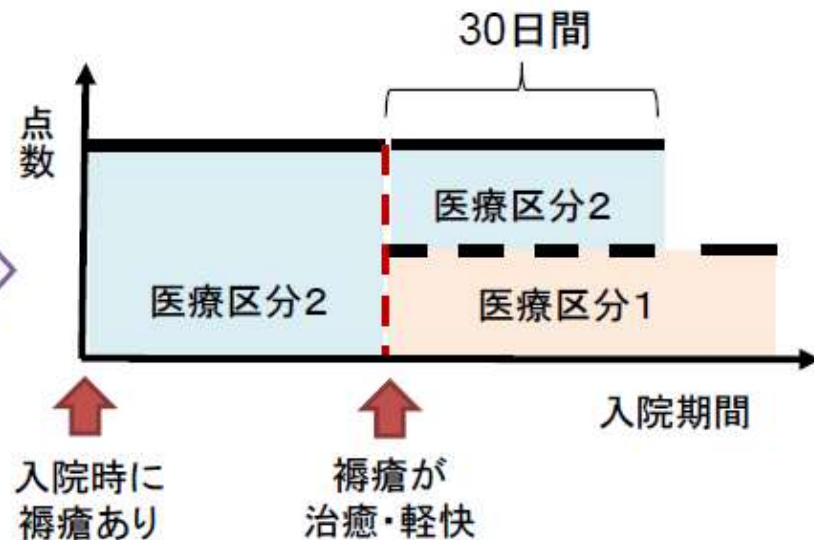 30日間
点数
医療区分2
医療区分2
医療区分1
入院期間
入院時に
褥瘡あり
褥瘡が
治癒・軽快